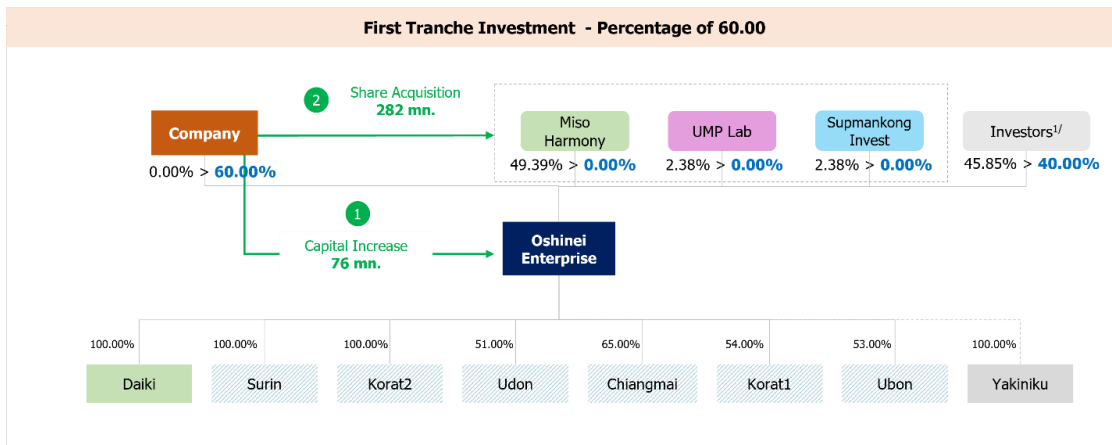 First Tranche Investment - Percentage of 60.00
2
Share Acquisition
282 mn.
Company
0.00% > 60.00%
Miso
Harmony
49.39% > 0.00%
UMP Lab
2.38% > 0.00%
Supmankong
Invest
2.38% > 0.00%
Investors1/
45.85% > 40.00%
1
Capital Increase
76 mn.
Oshinei
Enterprise
100.00%
100.00%
100.00%
51.00%
65.00%
54.00%
53.00%
100.00%
Daiki
Surin
Korat2
Udon
Chiangmai
Korat1
Ubon
Yakiniku